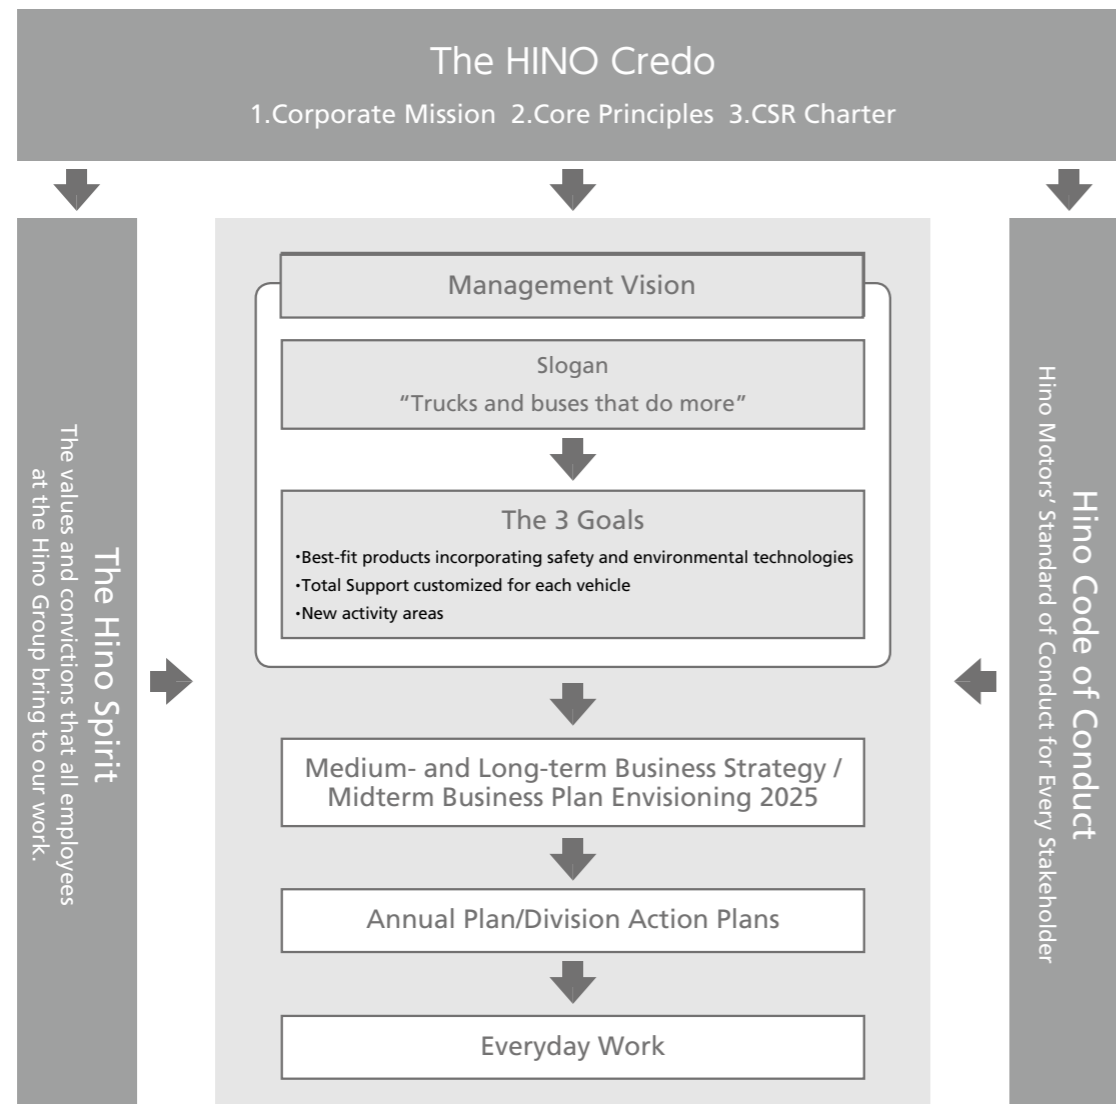 The HINO Credo
1.Corporate Mission 2.Core Principles 3.CSR Charter
The Hino Spirit
The values and convictions that all employees
at the Hino Group bring to our work.
Management Vision
Slogan
“Trucks and buses that do more”
The 3 Goals
·Best-fit products incorporating safety and environmental technologies
·Total Support customized for each vehicle
·New activity areas
Medium- and Long-term Business Strategy /
Midterm Business Plan Envisioning 2025
Annual Plan/Division Action Plans
Everyday Work
Hino Code of Conduct
Hino Motors’ Standard of Conduct for Every Stakeholder